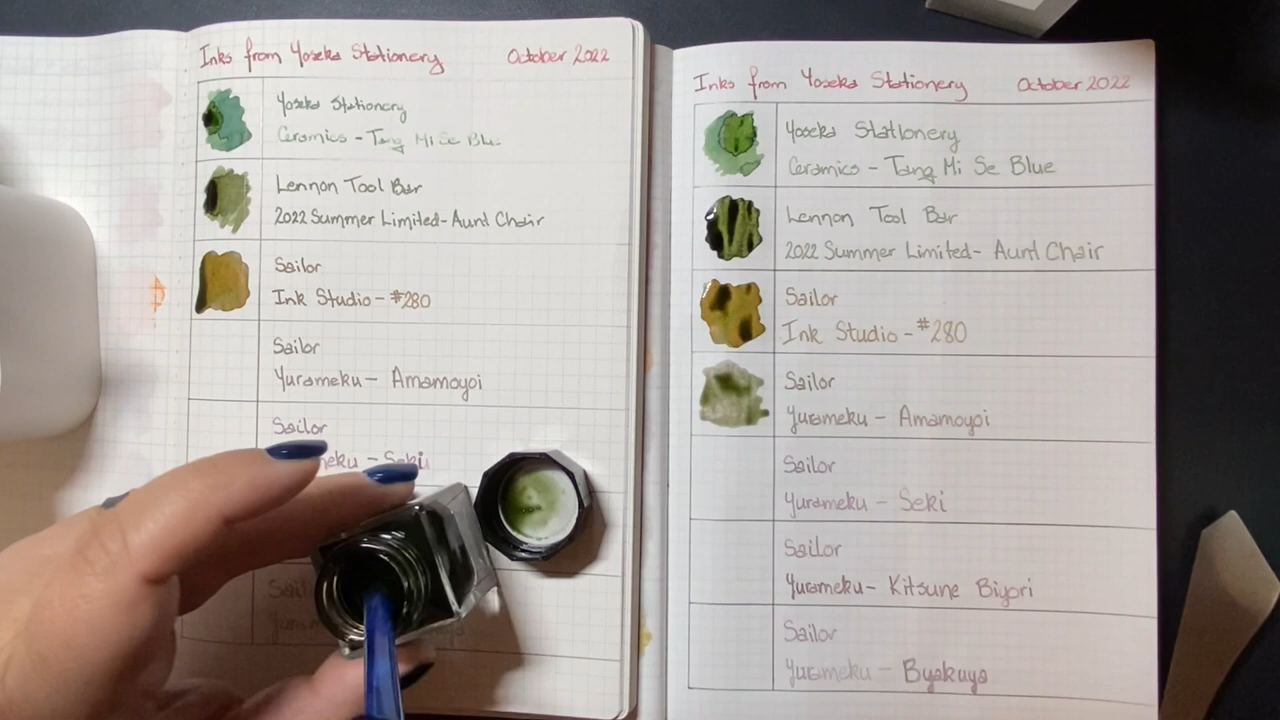 Inks from Yoseka Stationery October 2022
Yoseka Stationery
Ceramics - Tang Mi Se Blue
Lennon Tool Bar
2022 Summer Limited- Aunt Chair
Sailor
Ink Studio - #280
Sailor
Yurameku - Amamoyoi
Sailor
meku - Seki
Sail
Inks from Yoseka Stationery October 2022
Yoseka Stationery
Ceramics - Tang Mi Se Blue
Lennon Tool Bar
2022 Summer Limited- Aunt Chair
Sailor
Ink Studio - #280
Sailor
Yurameku - Amamoyoi
Sailor
Yurameku - Seki
Sailor
Yurameku- Kitsune Biyori
Sailor
Yurameku - Byakuya